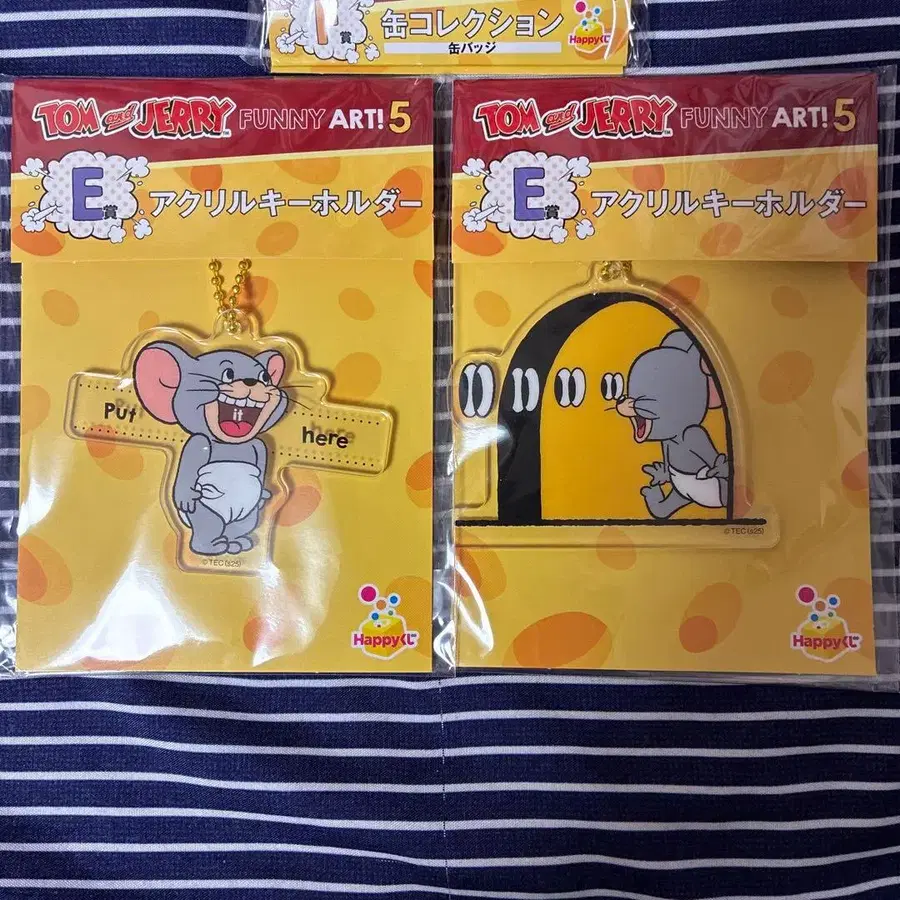 賞 缶コレクション
缶バッジ
Happyくじ
TOM and JERRY™ FUNNY ART! 5
E賞 アクリルキーホルダー
Put it here
©TEC(s25)
Happyくじ
TOM and JERRY™ FUNNY ART! 5
E賞 アクリルキーホルダー
©TEC(s25)
Happyくじ